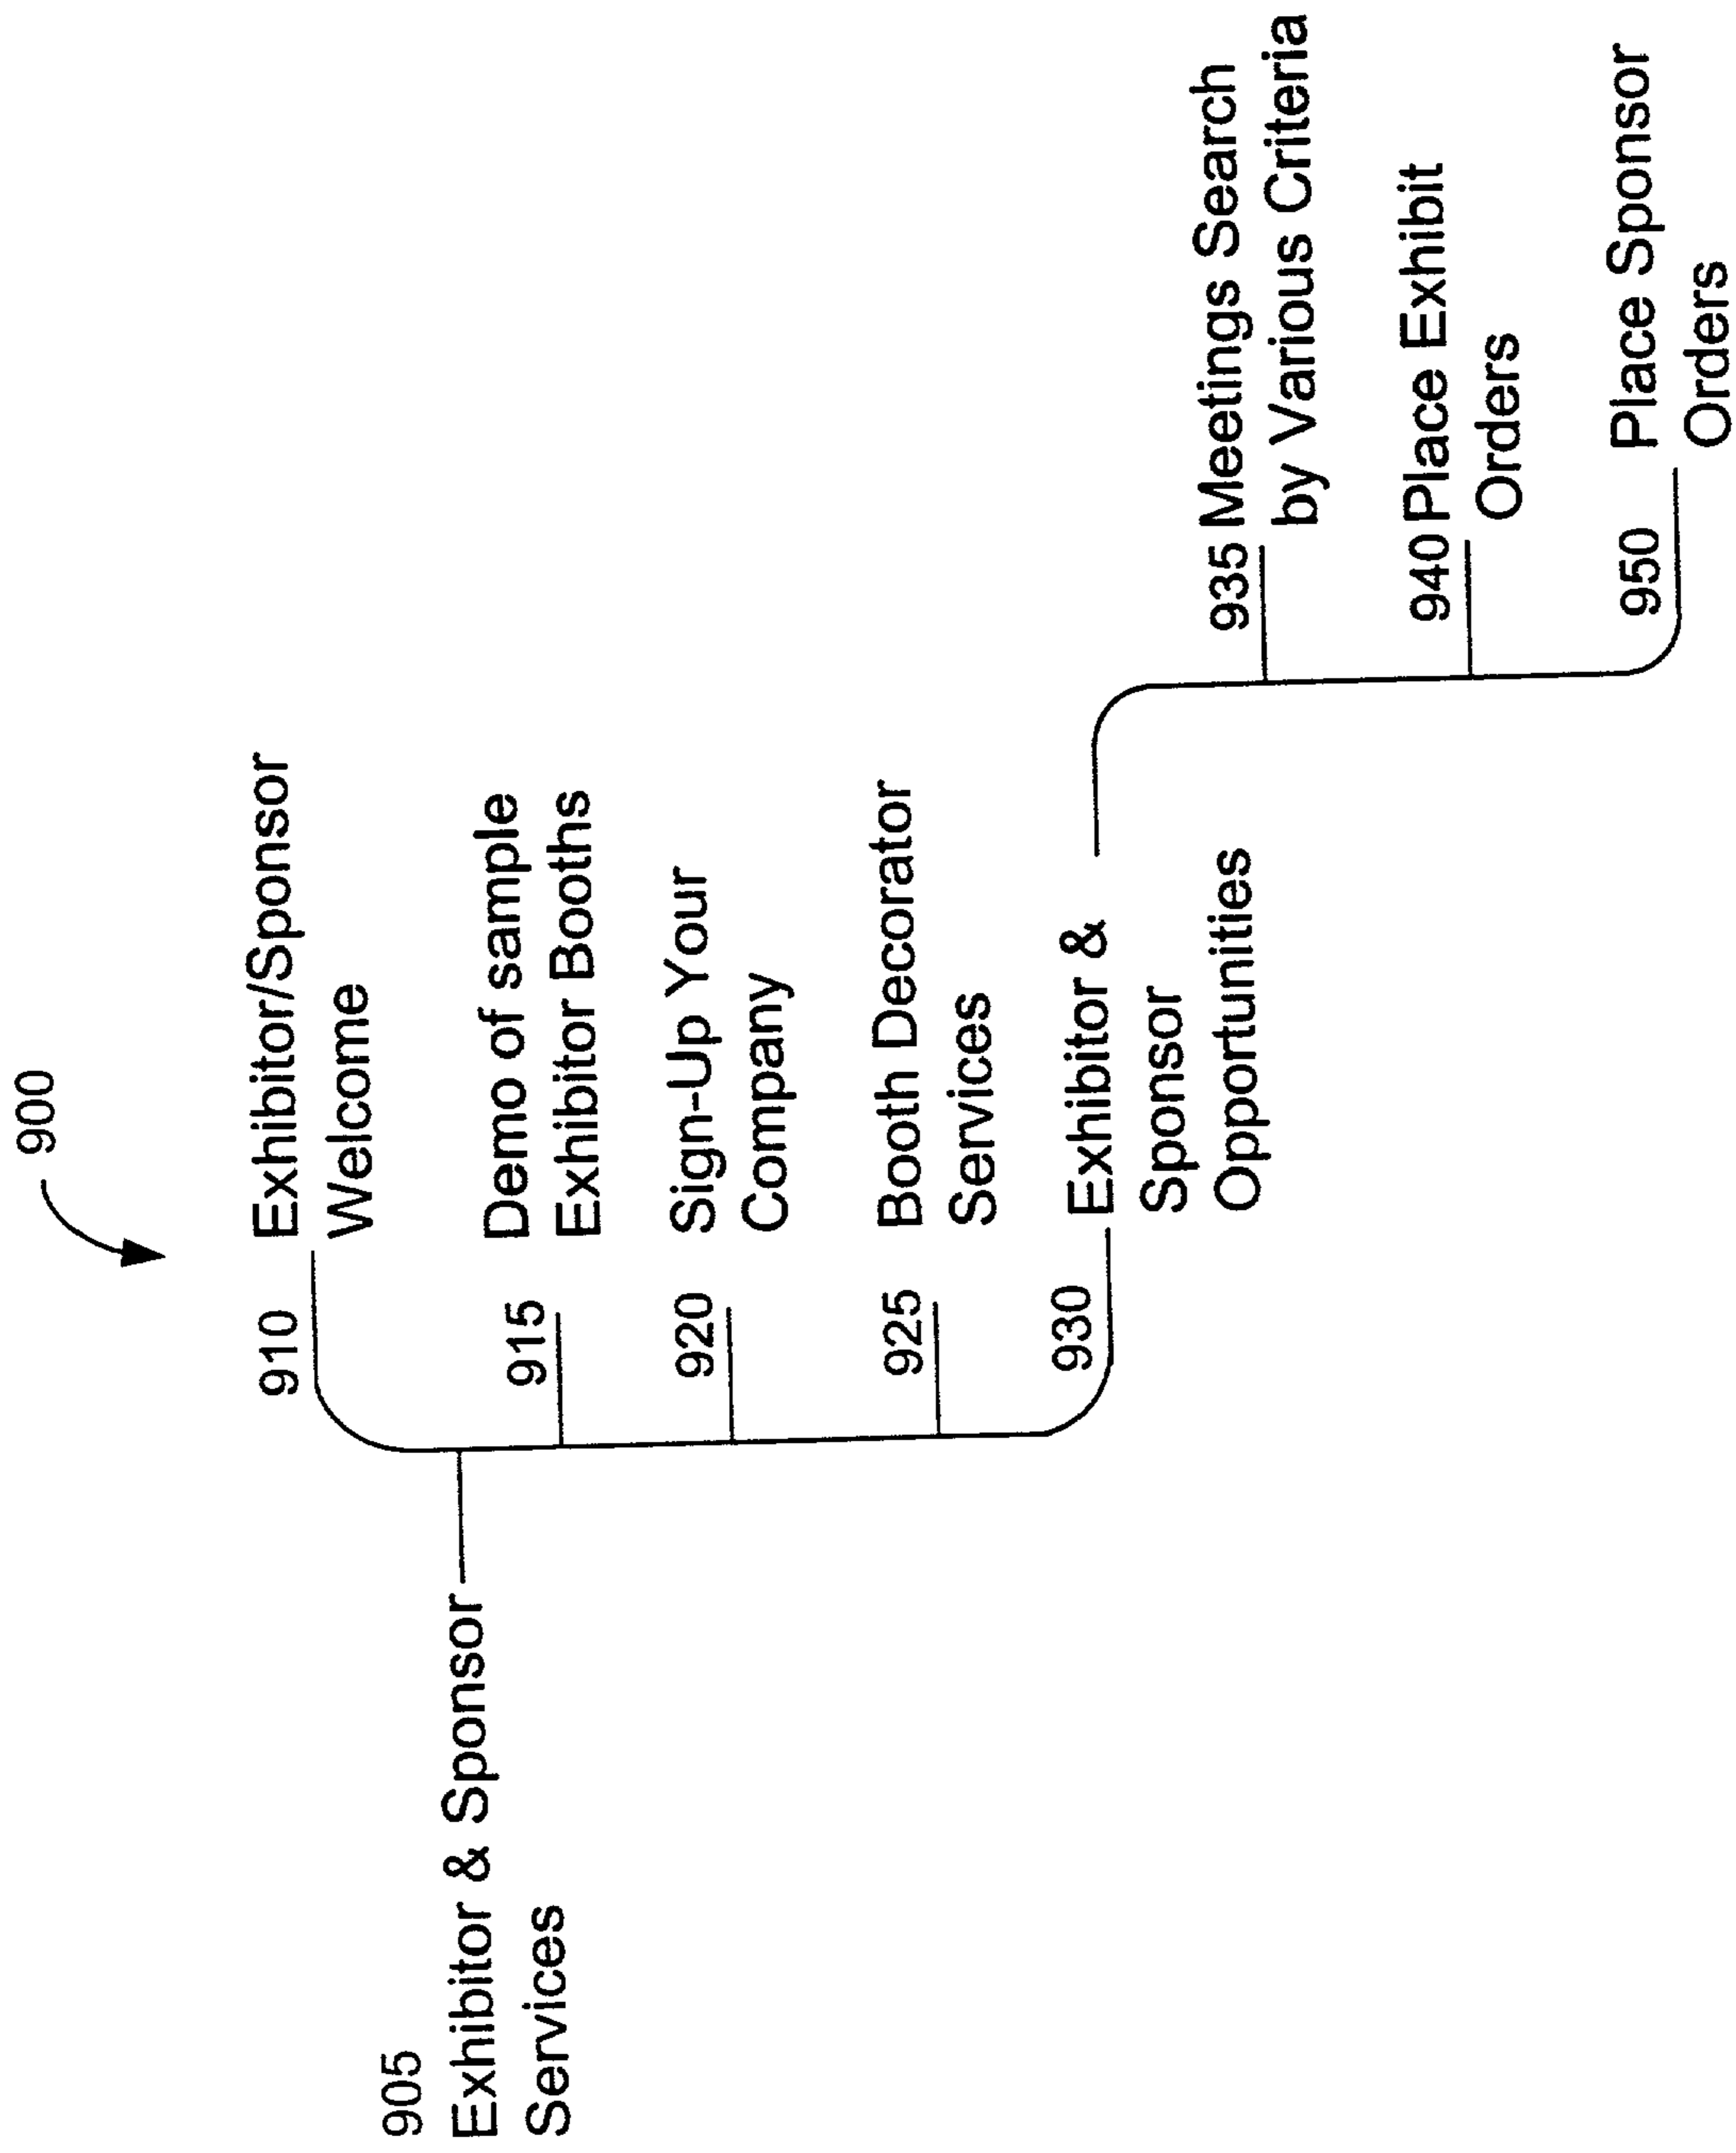 900
905
Exhibitor & Sponsor
Services
910 Exhibitor/Sponsor
Welcome
915 Demo of sample
Exhibitor Booths
920 Sign-Up Your
Company
925 Booth Decorator
Services
930 Exhibitor &
Sponsor
Opportunities
935 Meetings Search
by Various Criteria
940 Place Exhibit
Orders
950 Place Sponsor
Orders